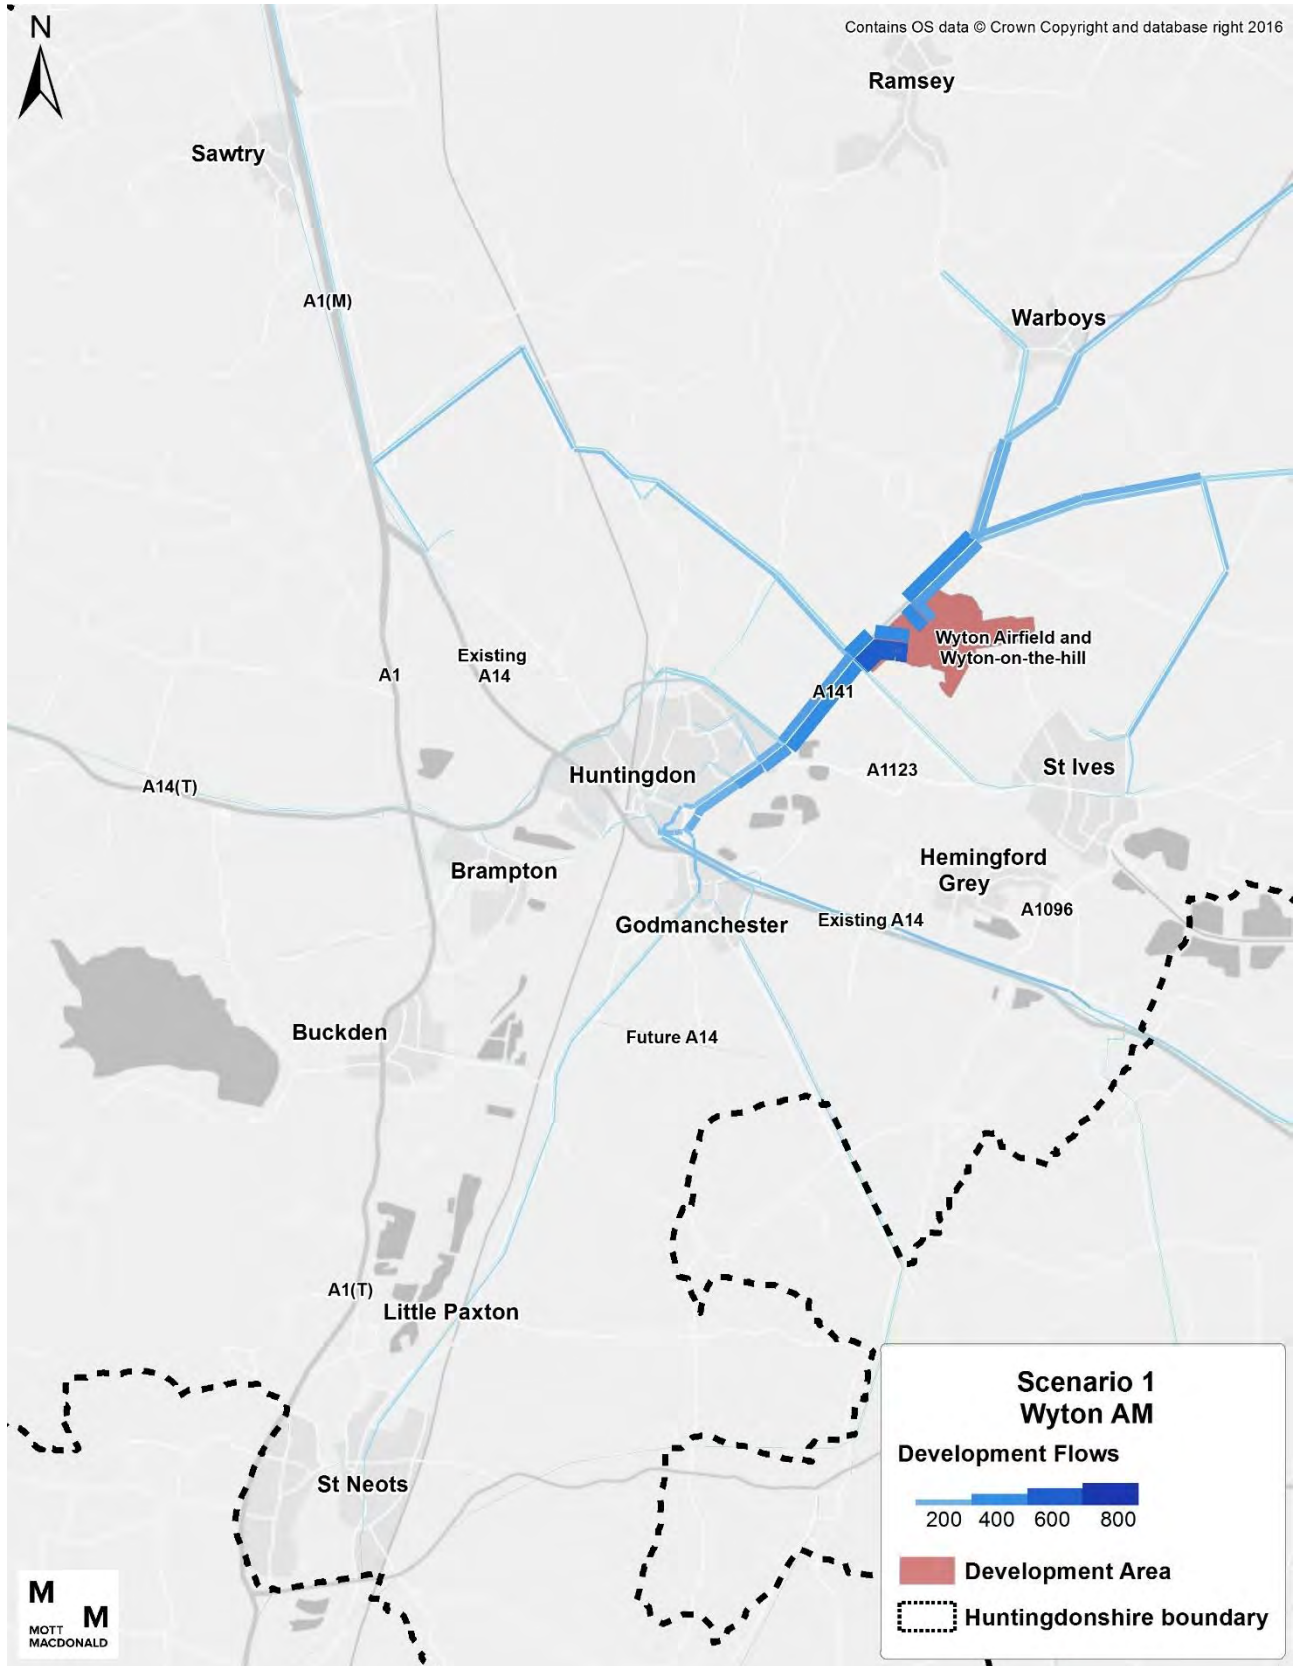 N
Contains OS data © Crown Copyright and database right 2016
Ramsey
Sawtry
A1(M)
Warboys
Wyton Airfield and
Wyton-on-the-hill
Existing
A14
A1
A141
A14(T)
Huntingdon
A1123
St Ives
Brampton
Hemingford
Grey
A1096
Godmanchester
Existing A14
Buckden
Future A14
A1(T)
Little Paxton
St Neots
Scenario 1
Wyton AM
Development Flows
200 400 600 800
Development Area
Huntingdonshire boundary
M
M
MOTT
MACDONALD